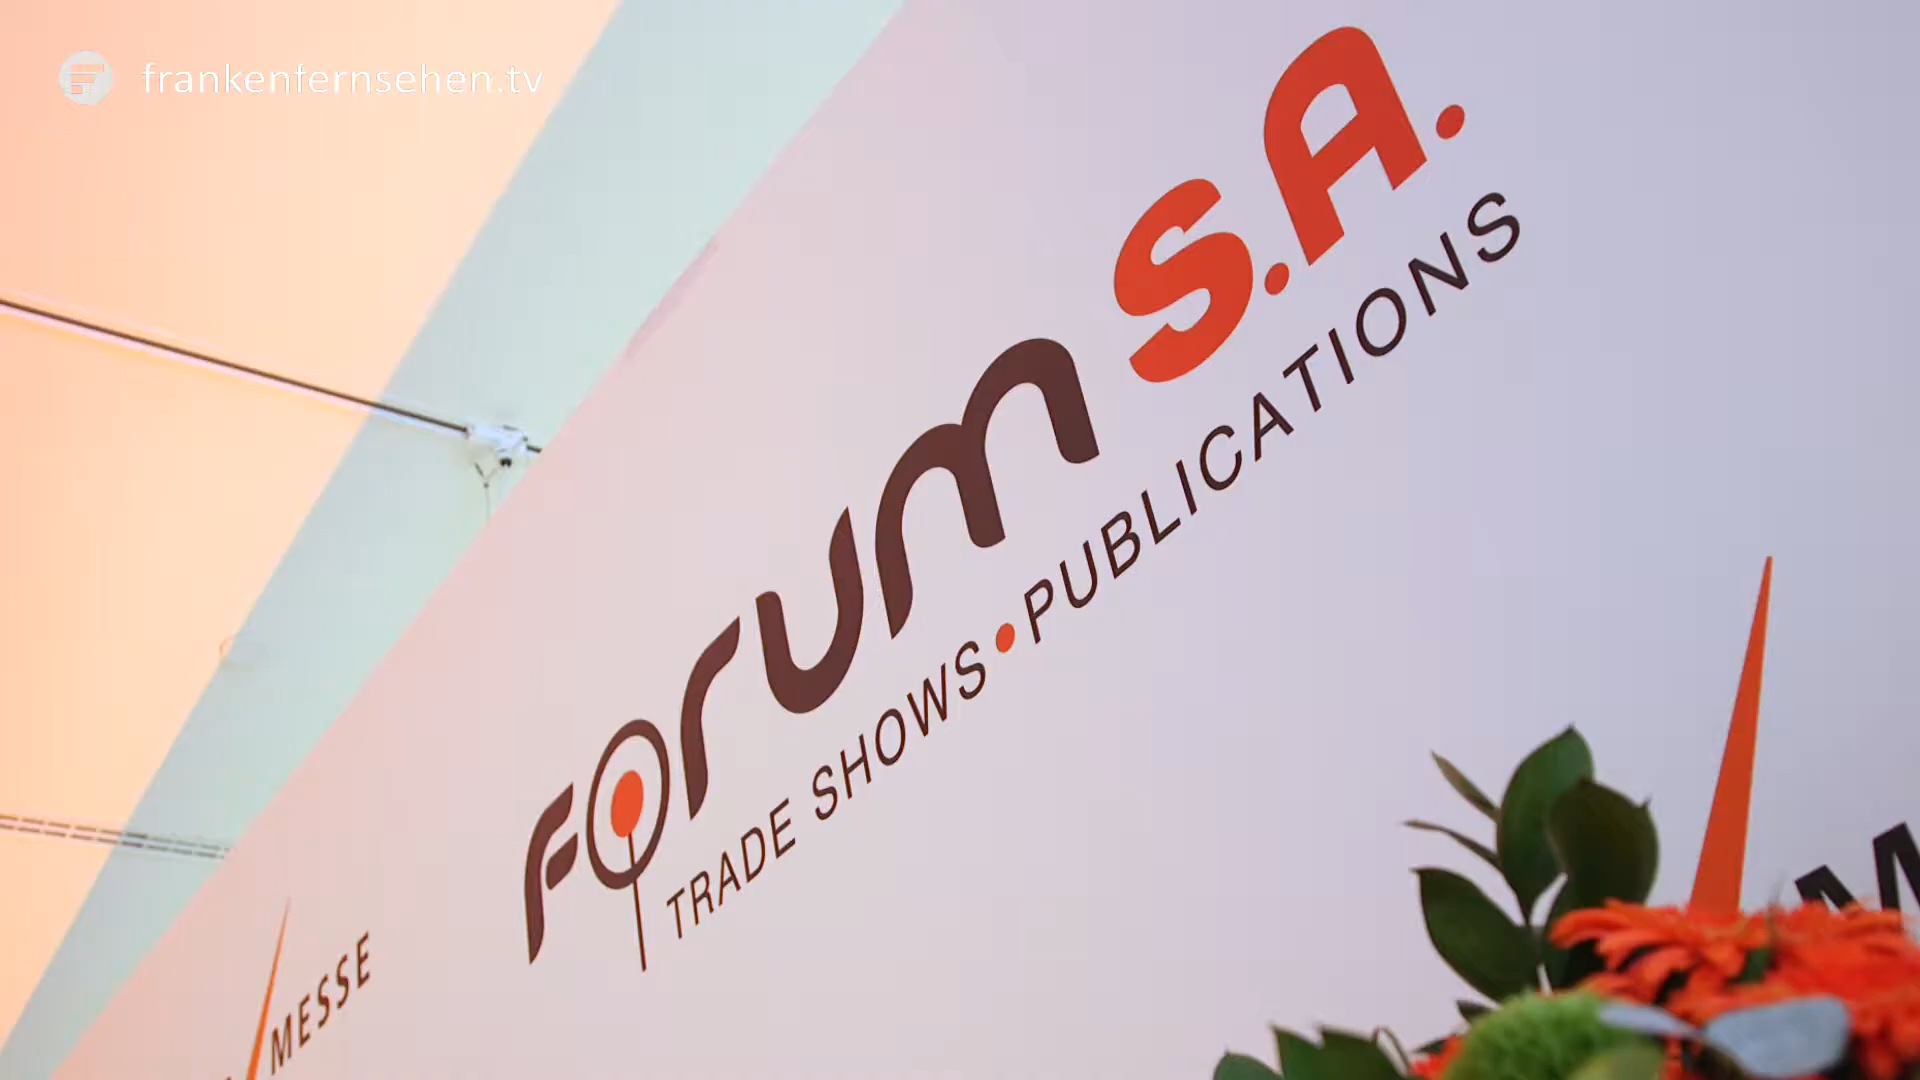 frankenfernsehen.tv
Forum S.A.
TRADE SHOWS•PUBLICATIONS
MESSE
M